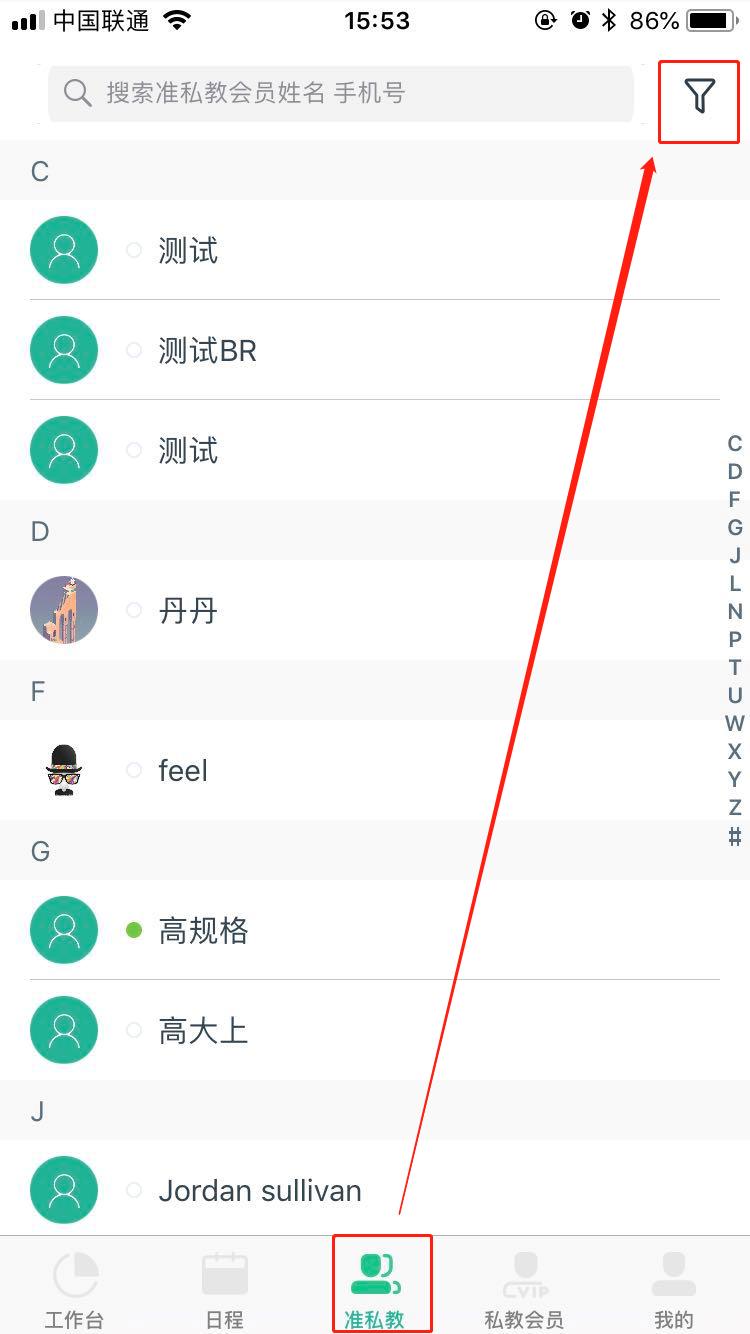 中国联通 15:53 86%
搜索准私教会员姓名 手机号
C
测试
测试BR
测试
D
丹丹
F
feel
G
高规格
高大上
J
Jordan sullivan
C
D
F
G
J
L
N
P
T
U
W
X
Y
Z
#
VIP
工作台 日程 准私教 私教会员 我的